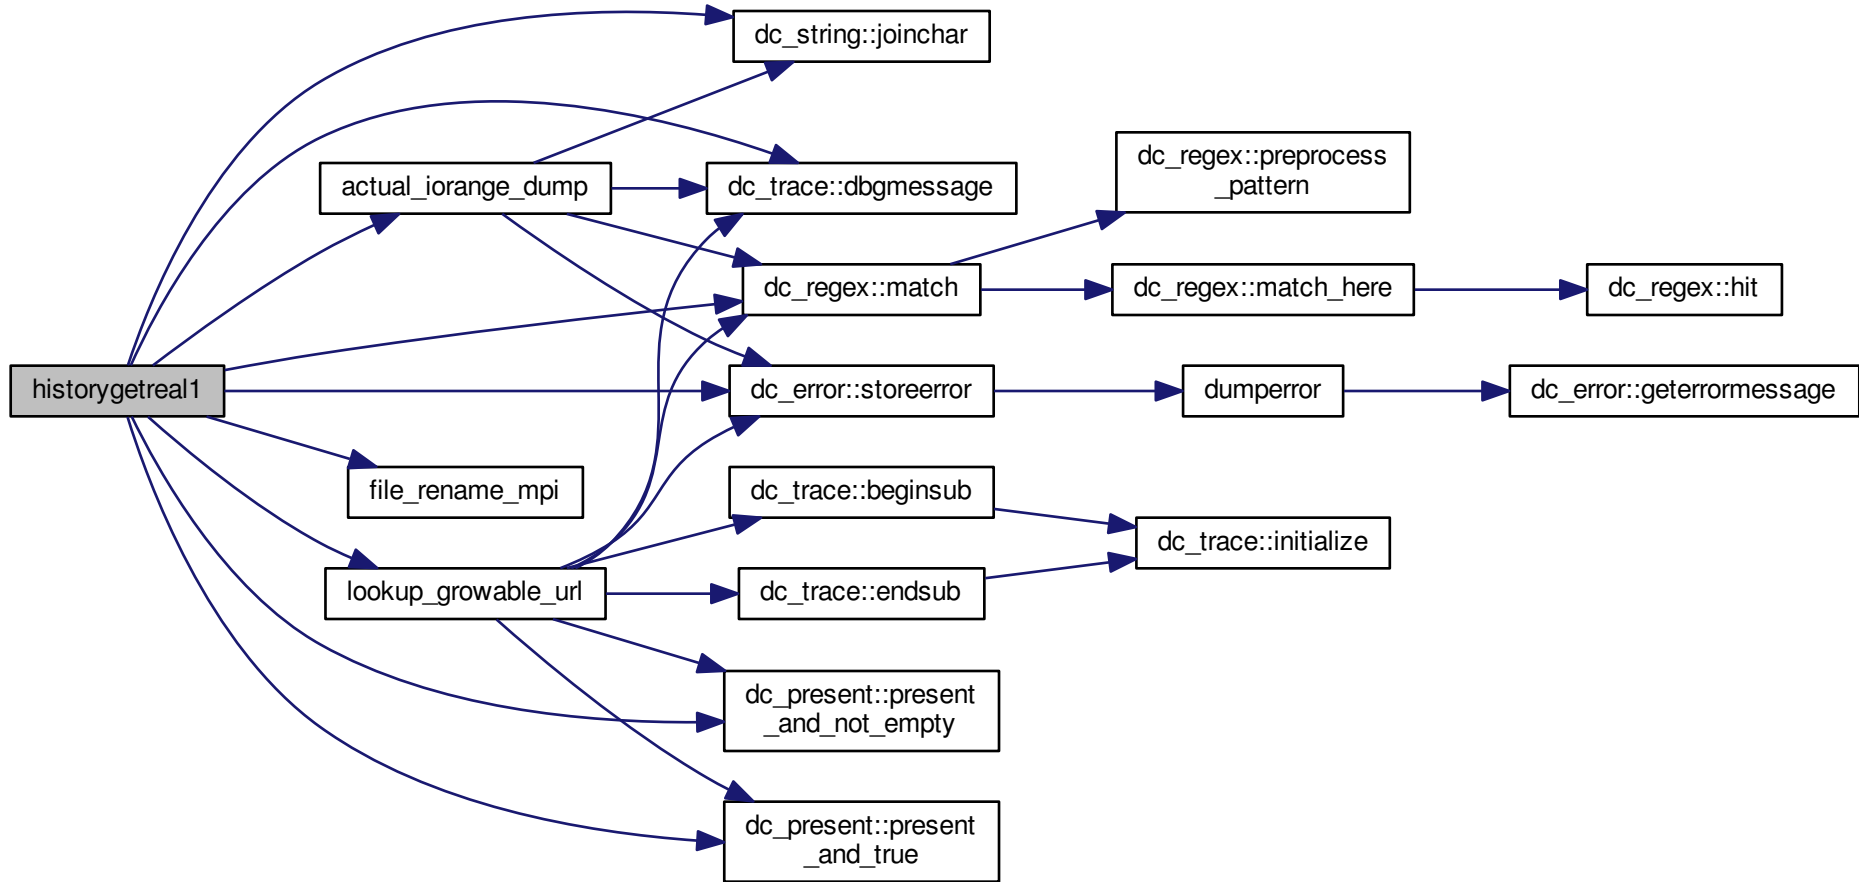 dc_string::joinchar
dc_regex::preprocess
_pattern
actual_iorange_dump
dc_trace::dbgmessage
dc_regex::match
dc_regex::match_here
dc_regex::hit
historygetreal1
dc_error::storeerror
dumperror
dc_error::geterrormessage
file_rename_mpi
dc_trace::beginsub
dc_trace::initialize
lookup_growable_url
dc_trace::endsub
dc_present::present
_and_not_empty
dc_present::present
_and_true